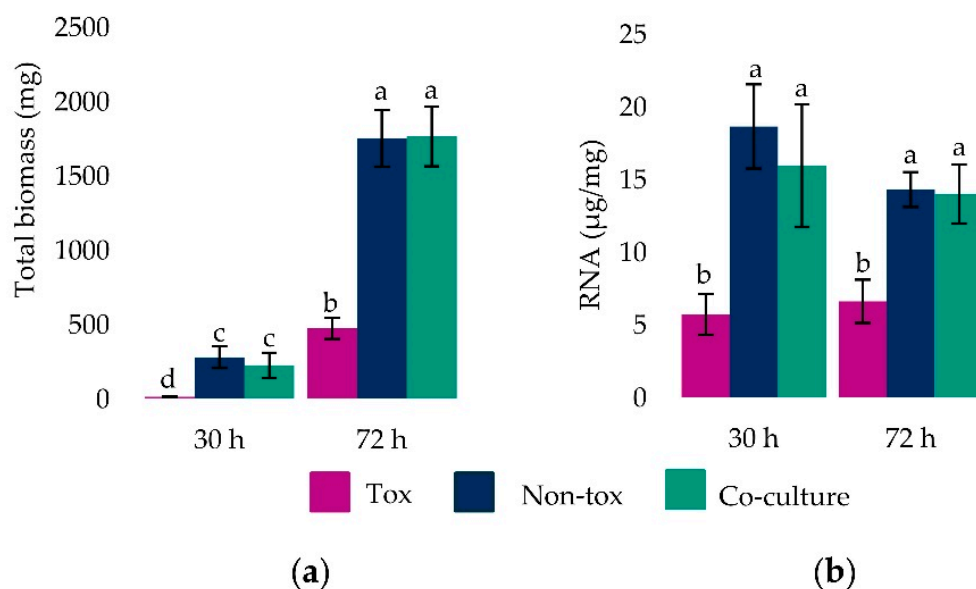 2500
2000
1500
1000
500
0
Total biomass (mg)
d
c
c
b
a
a
30 h
72 h
25
20
15
10
5
0
RNA (µg/mg)
b
a
a
b
a
a
30 h
72 h
Tox
Non-tox
Co-culture
(a)
(b)